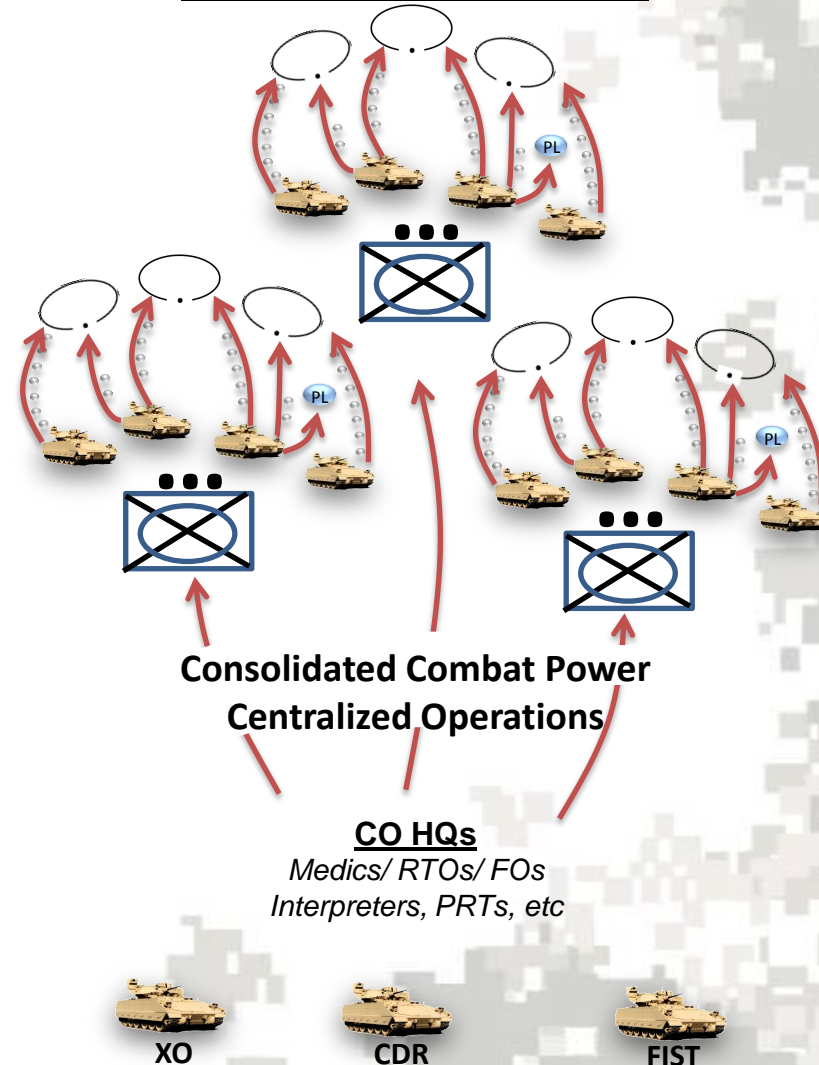 PL
PL
PL
Consolidated Combat Power
Centralized Operations
CO HQs
Medics/ RTOs/ FOs
Interpreters, PRTs, etc
XO
CDR
FIST